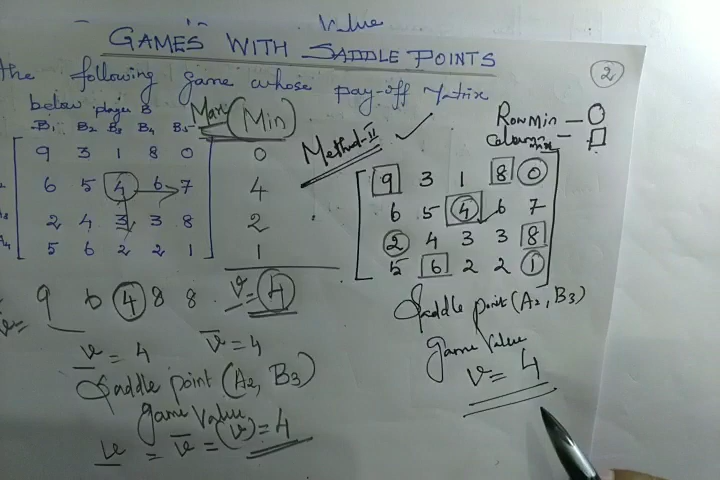 Value
GAMES WITH SADDLE POINTS
2
the following game whose pay-off Matrix
below player B
B1 B2 B3 B4 B5 Max (Min)
9 3 1 8 0 0
6 5 4 6 7 4
2 4 3 3 8 2
A4 5 6 2 2 1 1
9 6 4 8 8 v = 4
v = 4 v̅ = 4
Saddle point (A2, B3)
Game Value
v = v̅ = (v) = 4
Method-II ✓
Row Min — ○
Column — □
9 3 1 8 0
6 5 4 6 7
2 4 3 3 8
5 6 2 2 1
Saddle point (A2, B3)
game Value
v = 4